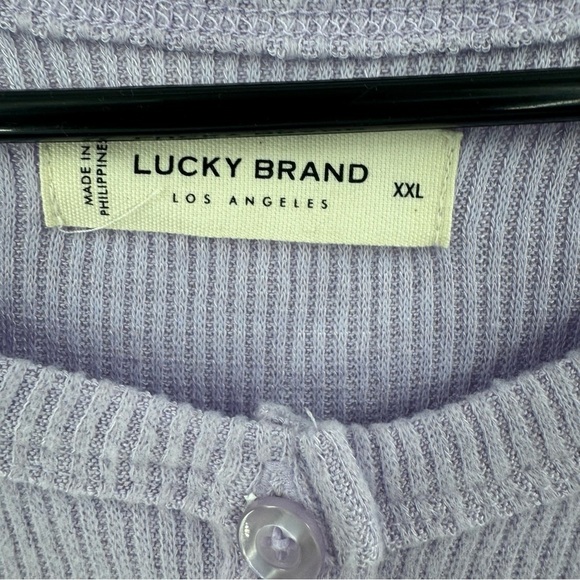 MADE IN
PHILIPPINES
LUCKY BRAND
LOS ANGELES
XXL